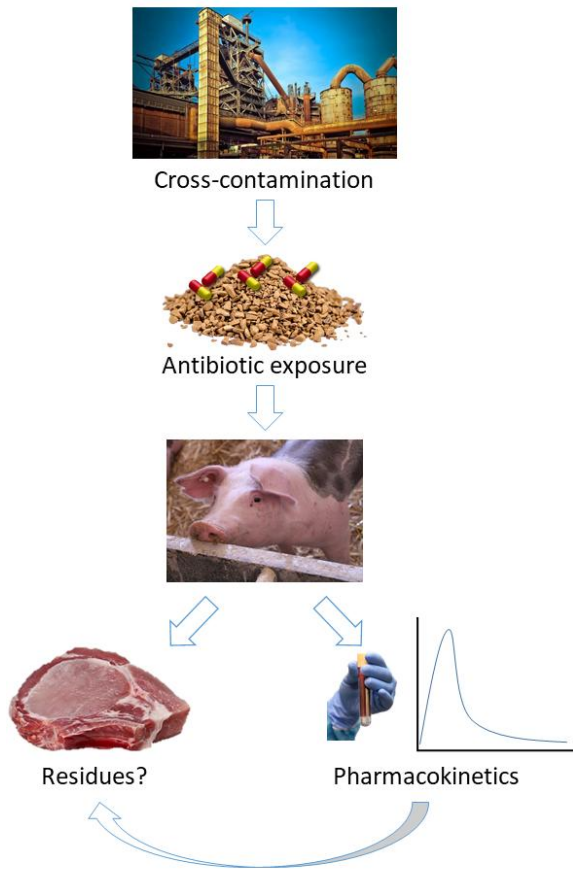 Cross-contamination
Antibiotic exposure
Residues?
Pharmacokinetics